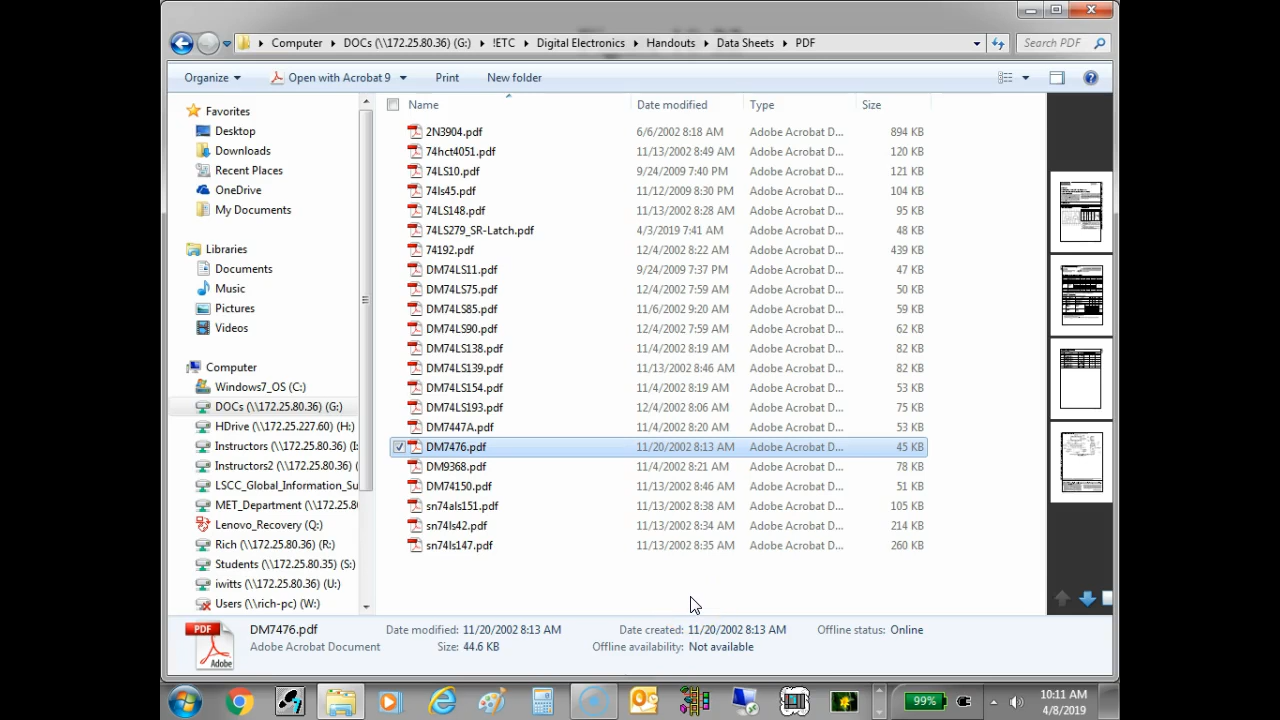 Computer DOCs (\\172.25.80.36) (G:) !ETC Digital Electronics Handouts Data Sheets PDF Search PDF
Organize Open with Acrobat 9 Print New folder
Name Date modified Type Size
Favorites
Desktop
Downloads
Recent Places
OneDrive
My Documents
Libraries
Documents
Music
Pictures
Videos
Computer
Windows7_OS (C:)
DOCs (\\172.25.80.36) (G:)
HDrive (\\172.25.227.60) (H:)
Instructors (\\172.25.80.36) (I:
Instructors2 (\\172.25.80.36)
LSCC_Global_Information_Su
MET_Department (\\172.25.8(
Lenovo_Recovery (Q:)
Rich (\\172.25.80.36) (R:)
Students (\\172.25.80.35) (S:)
iwitts (\\172.25.80.36) (U:)
Users (\\rich-pc) (W:)
2N3904.pdf 6/6/2002 8:18 AM Adobe Acrobat D... 894 KB
74hct4051.pdf 11/13/2002 8:49 AM Adobe Acrobat D... 120 KB
74LS10.pdf 9/24/2009 7:40 PM Adobe Acrobat D... 121 KB
74ls45.pdf 11/12/2009 8:30 PM Adobe Acrobat D... 104 KB
74LS148.pdf 11/13/2002 8:28 AM Adobe Acrobat D... 95 KB
74LS279_SR-Latch.pdf 4/3/2019 7:41 AM Adobe Acrobat D... 48 KB
74192.pdf 12/4/2002 8:22 AM Adobe Acrobat D... 439 KB
DM74LS11.pdf 9/24/2009 7:37 PM Adobe Acrobat D... 47 KB
DM74LS75.pdf 12/4/2002 7:59 AM Adobe Acrobat D... 50 KB
DM74LS85.pdf 11/6/2002 9:20 AM Adobe Acrobat D... 59 KB
DM74LS90.pdf 12/4/2002 7:59 AM Adobe Acrobat D... 62 KB
DM74LS138.pdf 11/4/2002 8:19 AM Adobe Acrobat D... 82 KB
DM74LS139.pdf 11/13/2002 8:46 AM Adobe Acrobat D... 82 KB
DM74LS154.pdf 11/4/2002 8:19 AM Adobe Acrobat D... 53 KB
DM74LS193.pdf 12/4/2002 8:06 AM Adobe Acrobat D... 75 KB
DM7447A.pdf 11/4/2002 8:20 AM Adobe Acrobat D... 53 KB
DM7476.pdf 11/20/2002 8:13 AM Adobe Acrobat D... 45 KB
DM9368.pdf 11/4/2002 8:21 AM Adobe Acrobat D... 78 KB
DM74150.pdf 11/13/2002 8:46 AM Adobe Acrobat D... 51 KB
sn74als151.pdf 11/13/2002 8:38 AM Adobe Acrobat D... 105 KB
sn74ls42.pdf 11/13/2002 8:34 AM Adobe Acrobat D... 214 KB
sn74ls147.pdf 11/13/2002 8:35 AM Adobe Acrobat D... 260 KB
PDF
Adobe
DM7476.pdf Date modified: 11/20/2002 8:13 AM Date created: 11/20/2002 8:13 AM Offline status: Online
Adobe Acrobat Document Size: 44.6 KB Offline availability: Not available
99%
10:11 AM
4/8/2019